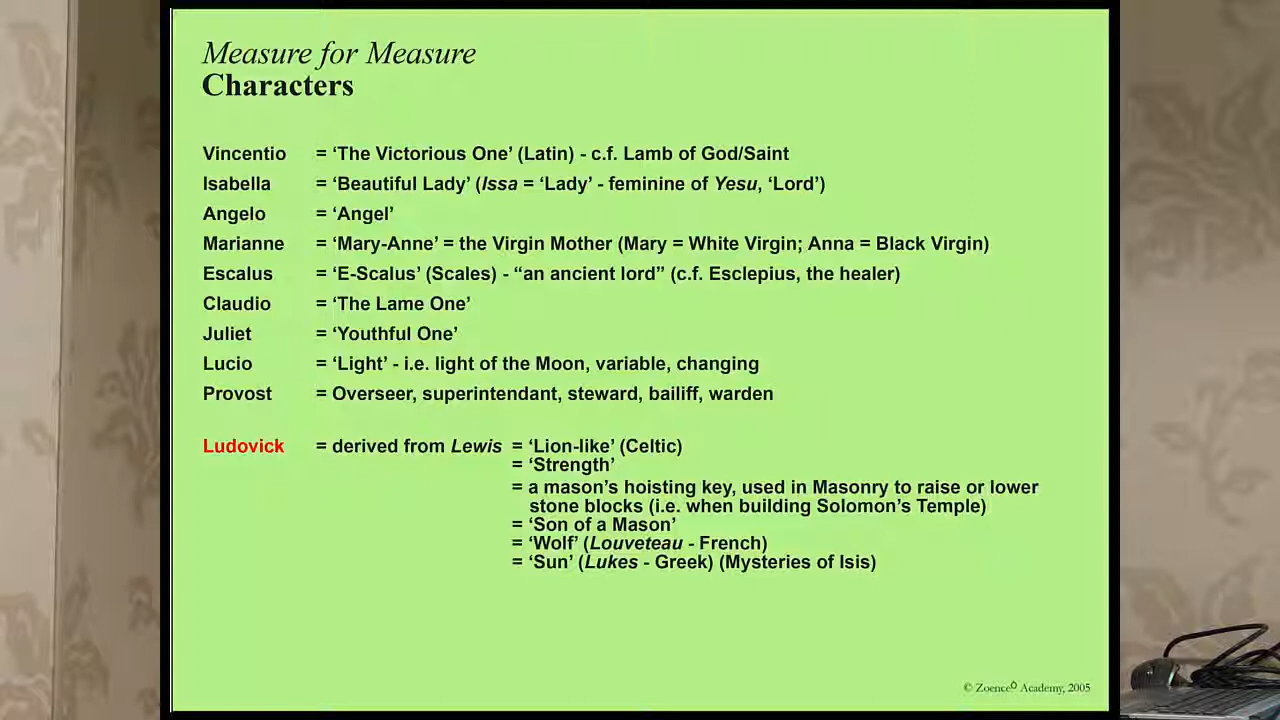 Measure for Measure
Characters
Vincentio = ‘The Victorious One’ (Latin) - c.f. Lamb of God/Saint
Isabella = ‘Beautiful Lady’ (Issa = ‘Lady’ - feminine of Yesu, ‘Lord’)
Angelo = ‘Angel’
Marianne = ‘Mary-Anne’ = the Virgin Mother (Mary = White Virgin; Anna = Black Virgin)
Escalus = ‘E-Scalus’ (Scales) - “an ancient lord” (c.f. Esclepius, the healer)
Claudio = ‘The Lame One’
Juliet = ‘Youthful One’
Lucio = ‘Light’ - i.e. light of the Moon, variable, changing
Provost = Overseer, superintendant, steward, bailiff, warden
Ludovick = derived from Lewis = ‘Lion-like’ (Celtic)
= ‘Strength’
= a mason’s hoisting key, used in Masonry to raise or lower
stone blocks (i.e. when building Solomon’s Temple)
= ‘Son of a Mason’
= ‘Wolf’ (Louveteau - French)
= ‘Sun’ (Lukes - Greek) (Mysteries of Isis)
© Zoence Academy, 2005